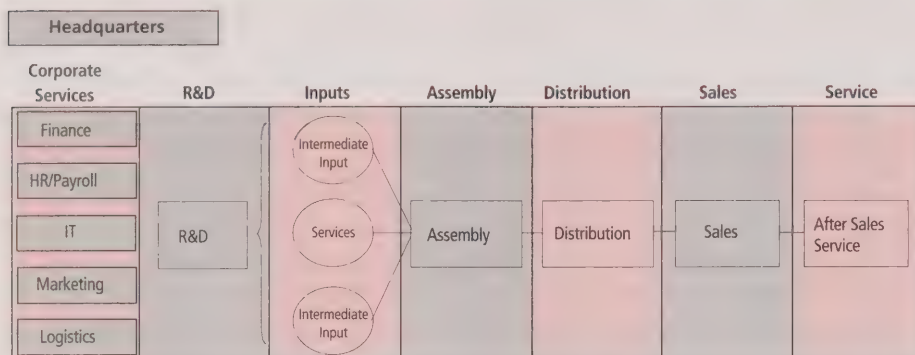 Headquarters
Corporate
Services
R&D
Inputs
Assembly
Distribution
Sales
Service
Finance
HR/Payroll
IT
Marketing
Logistics
R&D
Intermediate
Input
Services
Intermediate
Input
Assembly
Distribution
Sales
After Sales
Service